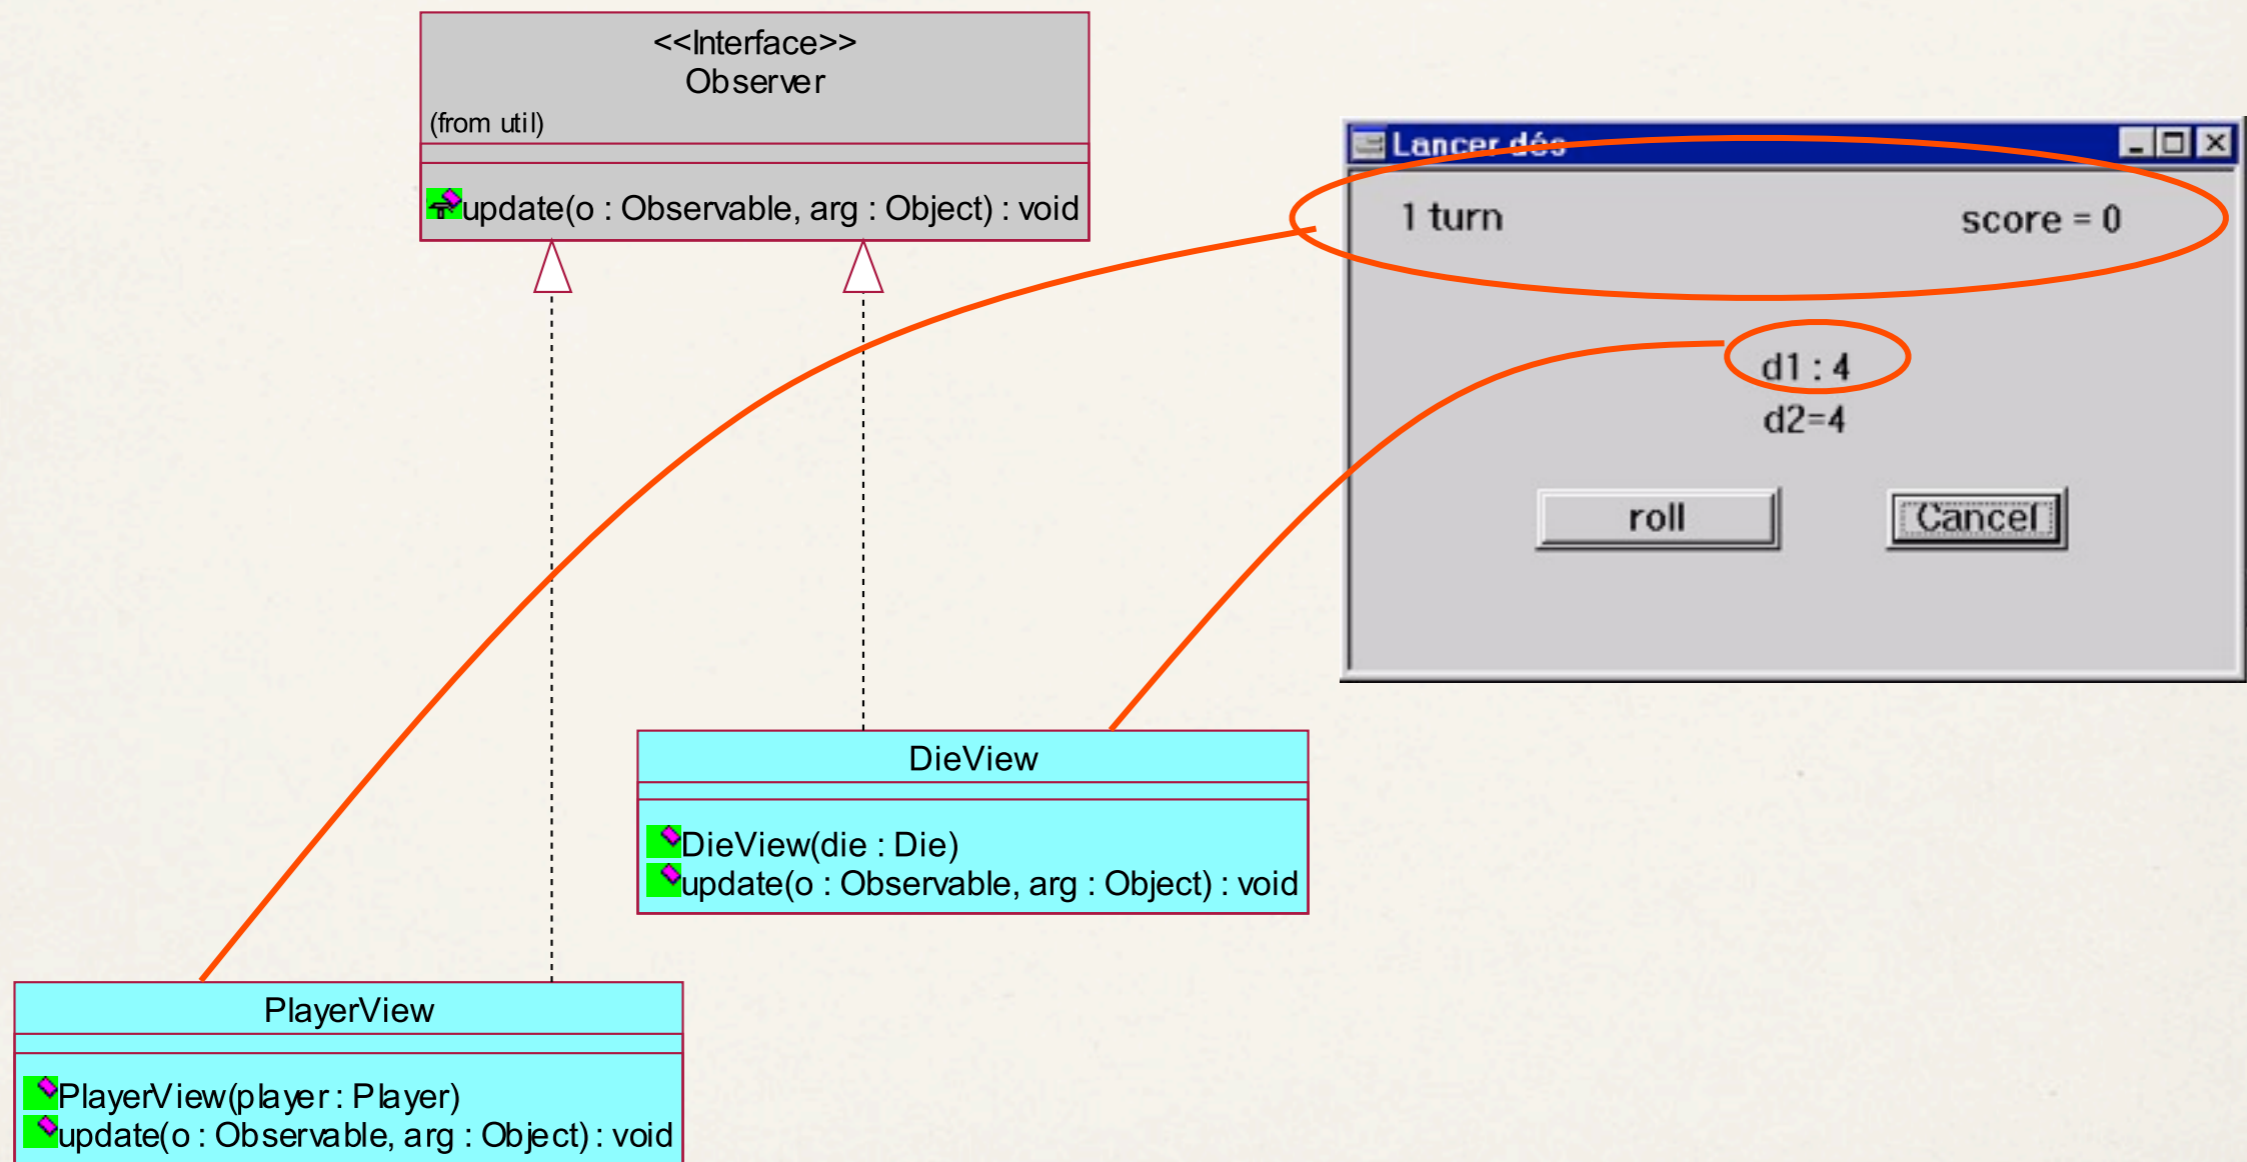 <<Interface>>
Observer
(from util)
update(o : Observable, arg : Object) : void
Lancer dés
1 turn
score = 0
d1 : 4
d2=4
roll
Cancel
DieView
DieView(die : Die)
update(o : Observable, arg : Object) : void
PlayerView
PlayerView(player : Player)
update(o : Observable, arg : Object) : void